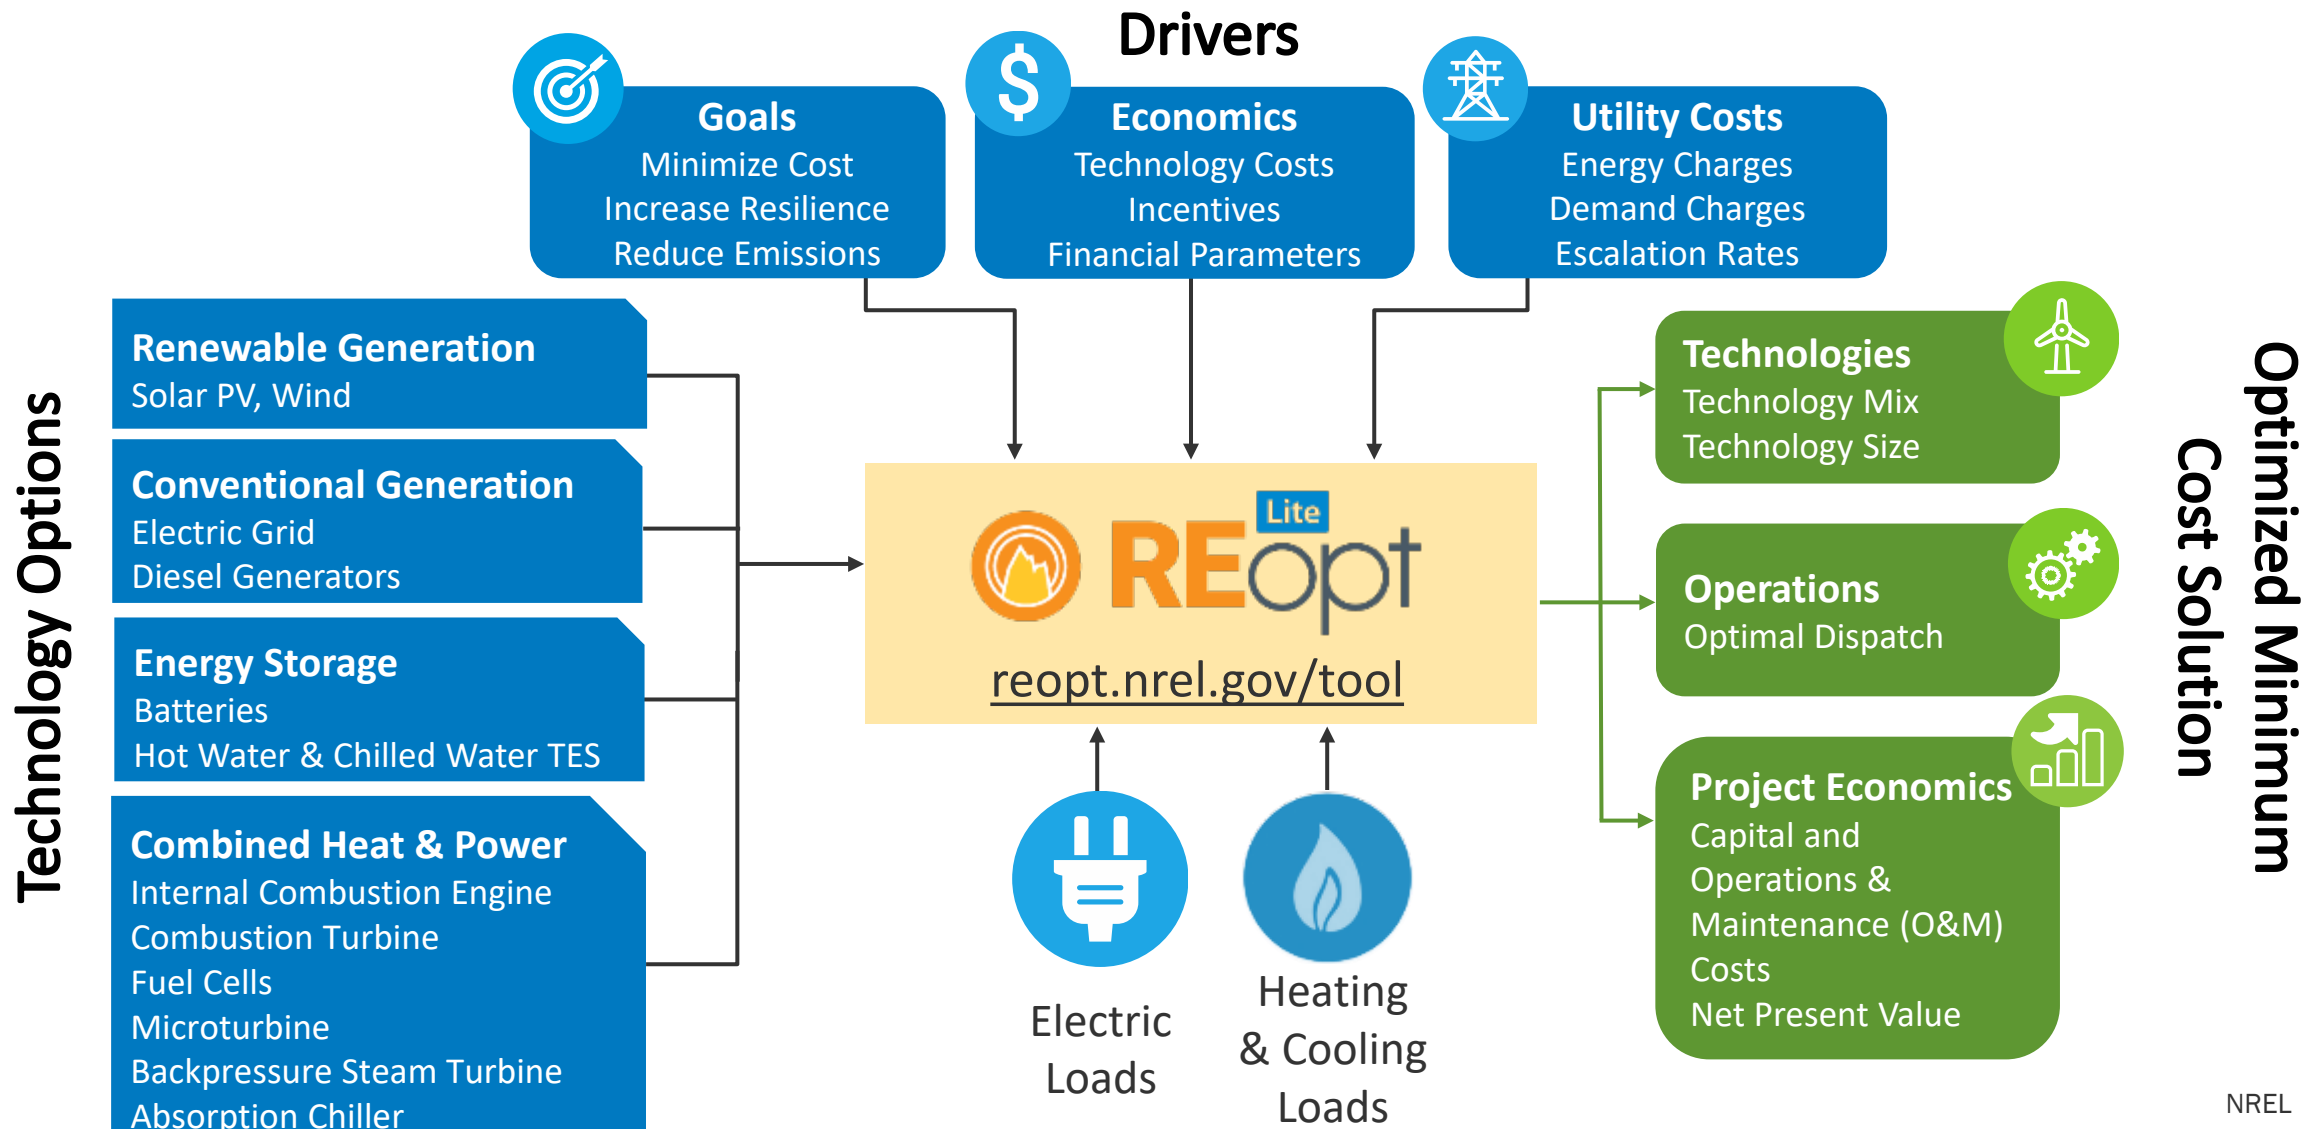 Drivers
Goals
Minimize Cost
Increase Resilience
Reduce Emissions
$
Economics
Technology Costs
Incentives
Financial Parameters
Utility Costs
Energy Charges
Demand Charges
Escalation Rates
Technology Options
Renewable Generation
Solar PV, Wind
Conventional Generation
Electric Grid
Diesel Generators
Energy Storage
Batteries
Hot Water & Chilled Water TES
Combined Heat & Power
Internal Combustion Engine
Combustion Turbine
Fuel Cells
Microturbine
Backpressure Steam Turbine
Absorption Chiller
REopt Lite
reopt.nrel.gov/tool
Electric
Loads
Heating
& Cooling
Loads
Technologies
Technology Mix
Technology Size
Operations
Optimal Dispatch
Project Economics
Capital and
Operations &
Maintenance (O&M)
Costs
Net Present Value
Optimized Minimum
Cost Solution
NREL